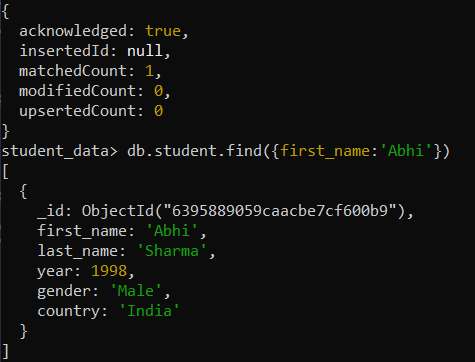 {
  acknowledged: true,
  insertedId: null,
  matchedCount: 1,
  modifiedCount: 0,
  upsertedCount: 0
}
student_data> db.student.find({first_name:'Abhi'})
[
  {
    _id: ObjectId("6395889059caacbe7cf600b9"),
    first_name: 'Abhi',
    last_name: 'Sharma',
    year: 1998,
    gender: 'Male',
    country: 'India'
  }
]